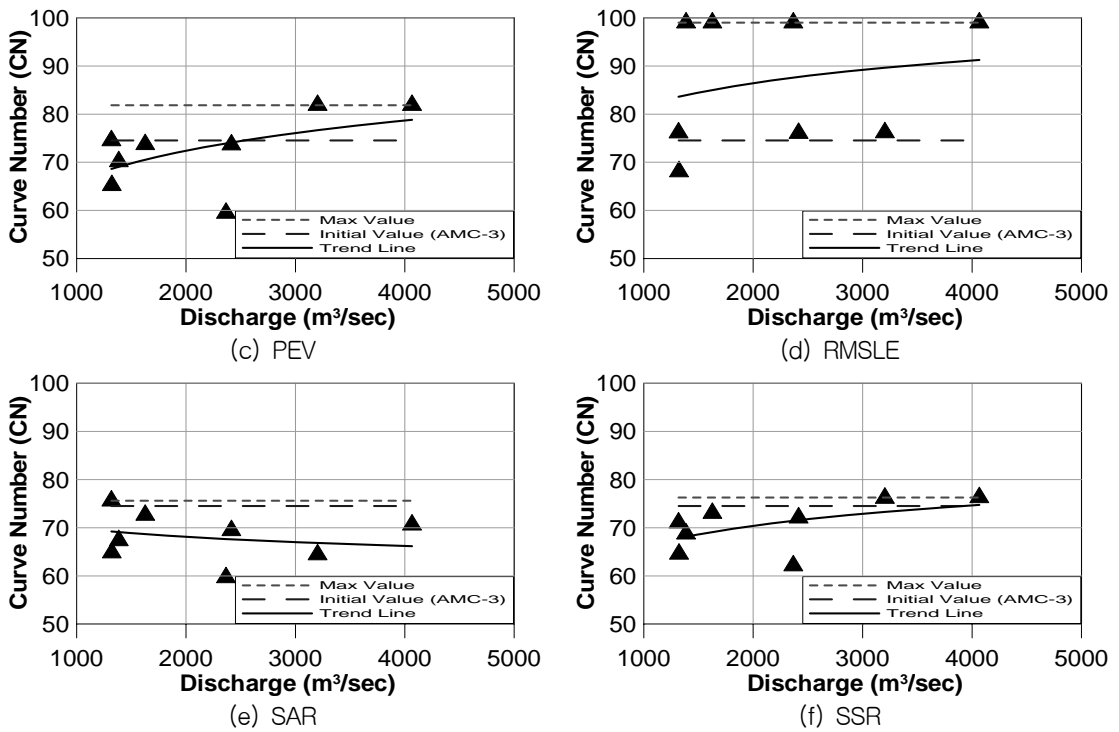 100
90
80
70
60
50
Curve Number (CN)
Max Value
Initial Value (AMC-3)
Trend Line
1000 2000 3000 4000 5000
Discharge (m³/sec)
(c) PEV
100
90
80
70
60
50
Curve Number (CN)
Max Value
Initial Value (AMC-3)
Trend Line
1000 2000 3000 4000 5000
Discharge (m³/sec)
(d) RMSLE
100
90
80
70
60
50
Curve Number (CN)
Max Value
Initial Value (AMC-3)
Trend Line
1000 2000 3000 4000 5000
Discharge (m³/sec)
(e) SAR
100
90
80
70
60
50
Curve Number (CN)
Max Value
Initial Value (AMC-3)
Trend Line
1000 2000 3000 4000 5000
Discharge (m³/sec)
(f) SSR